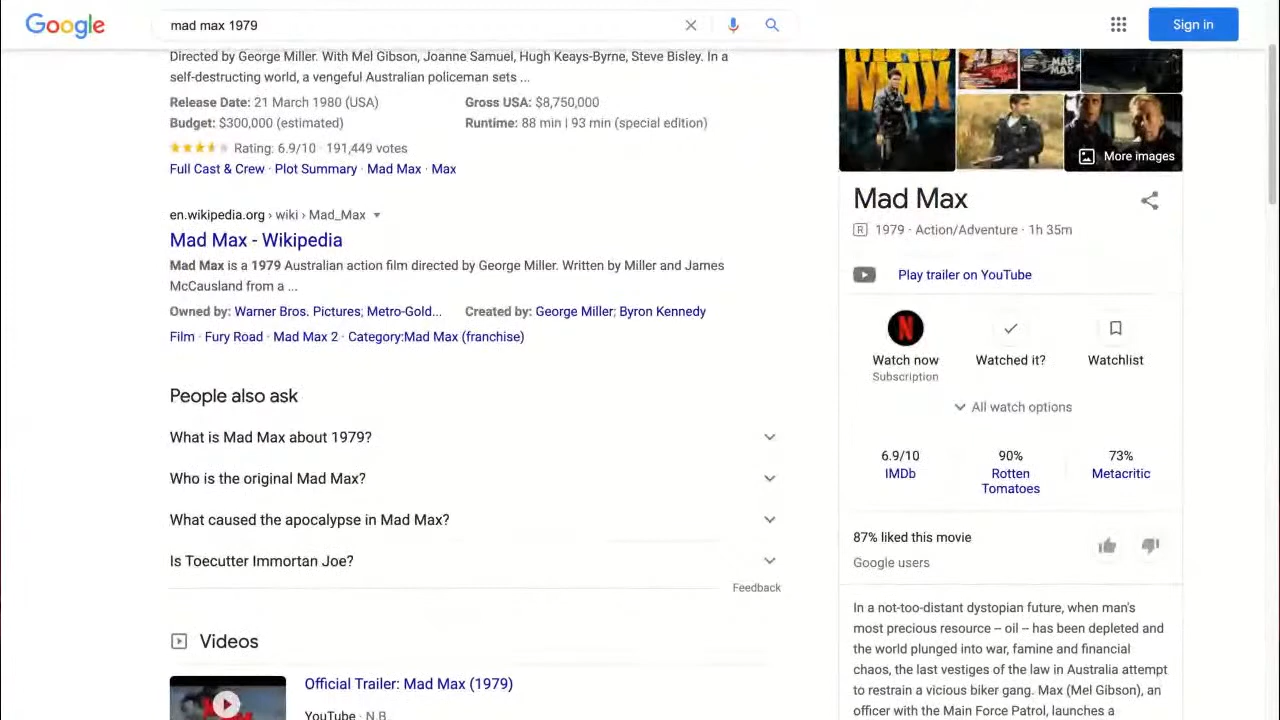 Google
mad max 1979
Sign in
Directed by George Miller. With Mel Gibson, Joanne Samuel, Hugh Keays-Byrne, Steve Bisley. In a
self-destructing world, a vengeful Australian policeman sets ...
Release Date: 21 March 1980 (USA)
Gross USA: $8,750,000
Budget: $300,000 (estimated)
Runtime: 88 min | 93 min (special edition)
Rating: 6.9/10 · 191,449 votes
Full Cast & Crew · Plot Summary · Mad Max · Max
en.wikipedia.org › wiki › Mad_Max
Mad Max - Wikipedia
Mad Max is a 1979 Australian action film directed by George Miller. Written by Miller and James
McCausland from a ...
Owned by: Warner Bros. Pictures; Metro-Gold...
Created by: George Miller; Byron Kennedy
Film · Fury Road · Mad Max 2 · Category:Mad Max (franchise)
People also ask
What is Mad Max about 1979?
Who is the original Mad Max?
What caused the apocalypse in Mad Max?
Is Toecutter Immortan Joe?
Feedback
Videos
Official Trailer: Mad Max (1979)
YouTube · N.B.
MAX
MAD
MAX
More images
Mad Max
R 1979 · Action/Adventure · 1h 35m
Play trailer on YouTube
N
Watch now
Subscription
Watched it?
Watchlist
All watch options
6.9/10
IMDb
90%
Rotten
Tomatoes
73%
Metacritic
87% liked this movie
Google users
In a not-too-distant dystopian future, when man's
most precious resource -- oil -- has been depleted and
the world plunged into war, famine and financial
chaos, the last vestiges of the law in Australia attempt
to restrain a vicious biker gang. Max (Mel Gibson), an
officer with the Main Force Patrol, launches a